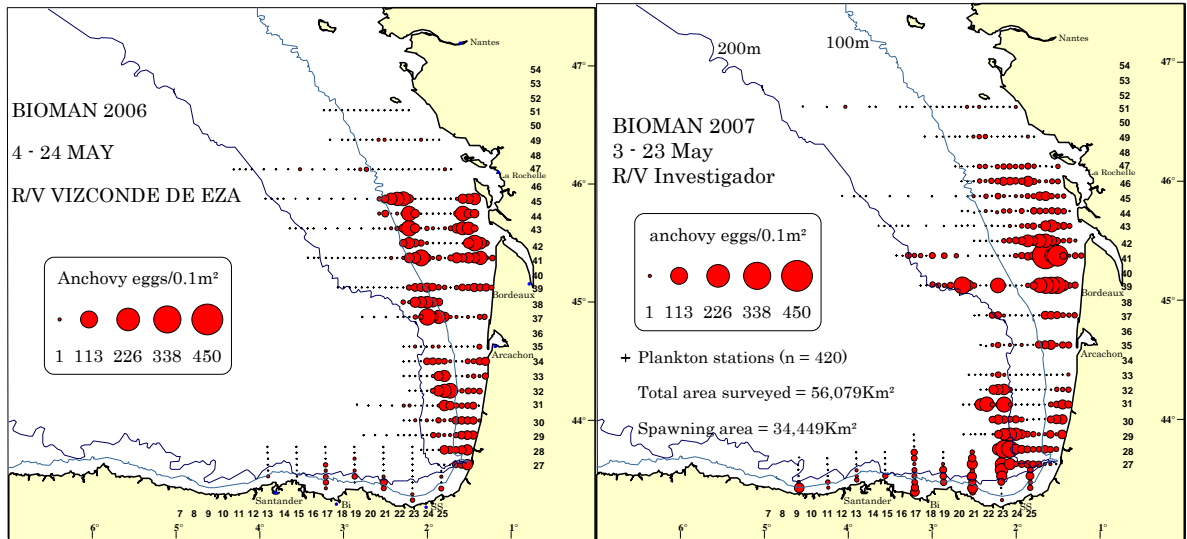 BIOMAN 2006
4 - 24 MAY
R/V VIZCONDE DE EZA
Anchovy eggs/0.1m²
1 113 226 338 450
Nantes
La Rochelle
Bordeaux
Arcachon
Santander
Bi
SS
47°
46°
45°
44°
54
53
52
51
50
49
48
47
46
45
44
43
42
41
40
39
38
37
36
35
34
33
32
31
30
29
28
27
7 8 9 10 11 12 13 14 15 16 17 18 19 20 21 22 23 24 25
6° 5° 4° 3° 2° 1°
200m
100m
BIOMAN 2007
3 - 23 May
R/V Investigador
anchovy eggs/0.1m²
1 113 226 338 450
+ Plankton stations (n = 420)
Total area surveyed = 56,079Km²
Spawning area = 34,449Km²
Nantes
La Rochelle
Bordeaux
Arcachon
Santander
Bi
SS
47°
46°
45°
44°
54
53
52
51
50
49
48
47
46
45
44
43
42
41
40
39
38
37
36
35
34
33
32
31
30
29
28
27
7 8 9 10 11 12 13 14 15 16 17 18 19 20 21 22 23 24 25
6° 5° 4° 3° 2° 1°